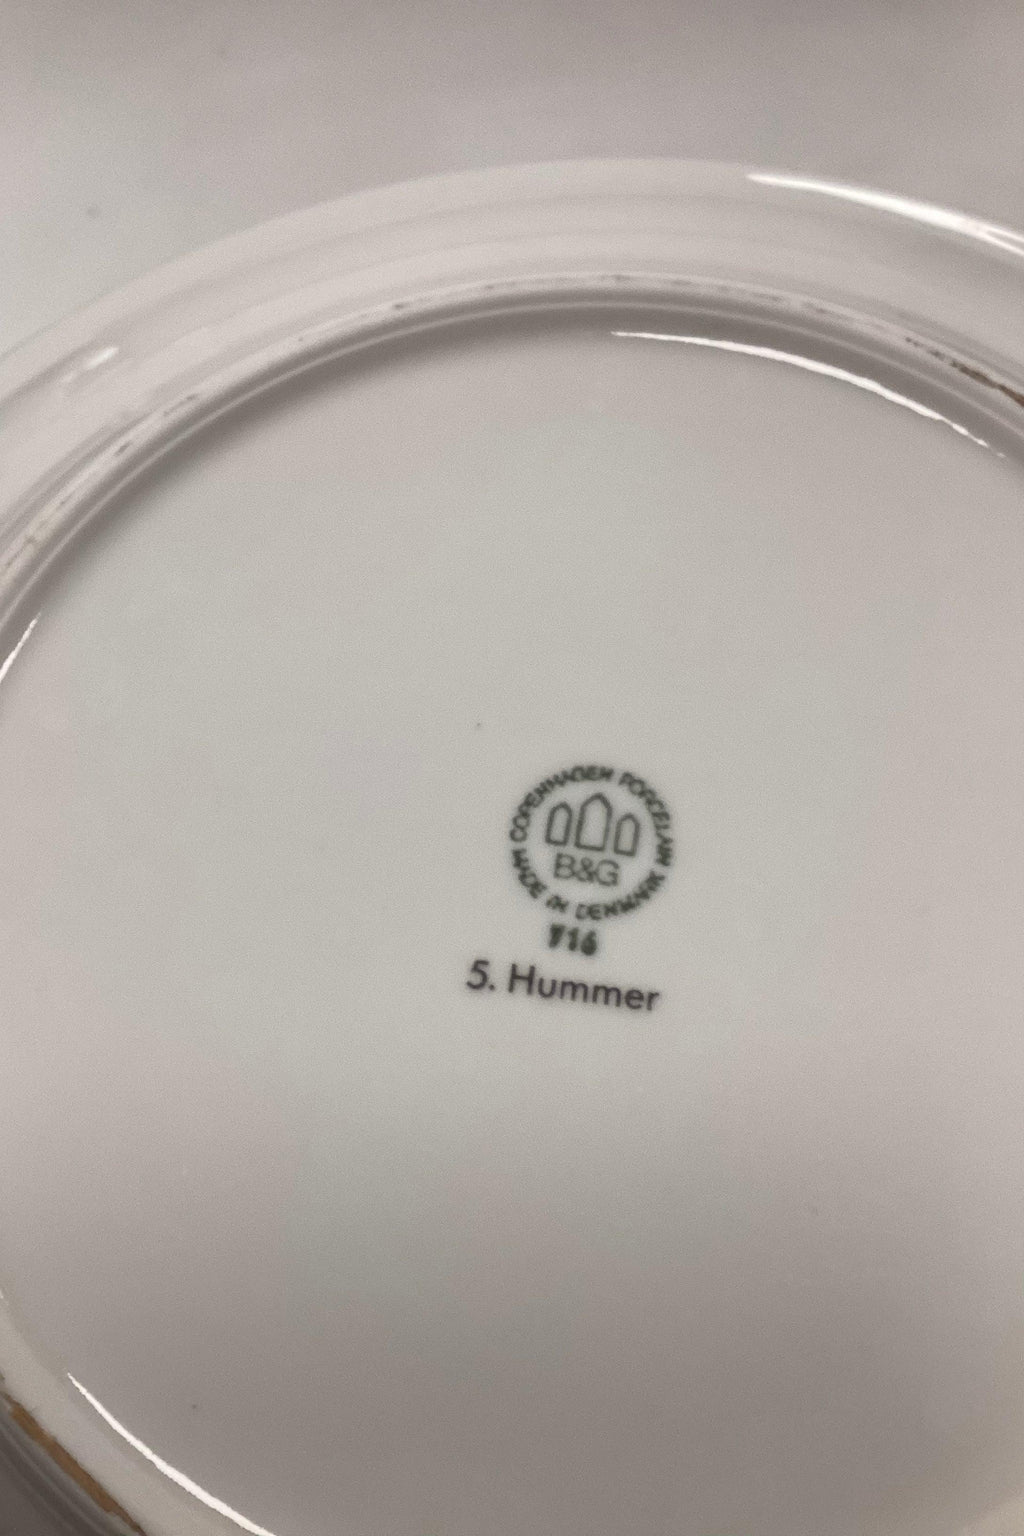 COPENHAGEN PORCELAIN
B&G
MADE IN DENMARK
716
5. Hummer